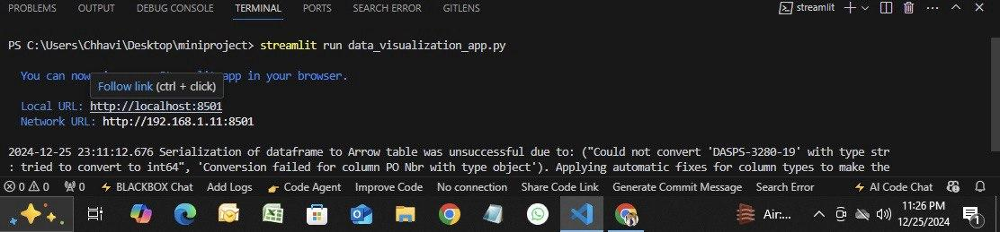 PROBLEMS OUTPUT DEBUG CONSOLE TERMINAL PORTS SEARCH ERROR GITLENS streamlit
PS C:\Users\Chhavi\Desktop\miniproject> streamlit run data_visualization_app.py
You can now app in your browser.
Follow link (ctrl + click)
Local URL: http://localhost:8501
Network URL: http://192.168.1.11:8501
2024-12-25 23:11:12.676 Serialization of dataframe to Arrow table was unsuccessful due to: ("Could not convert 'DASPS-3280-19' with type str
: tried to convert to int64", 'Conversion failed for column PO Nbr with type object'). Applying automatic fixes for column types to make the
0 0 0 BLACKBOX Chat Add Logs Code Agent Improve Code No connection Share Code Link Generate Commit Message Search Error AI Code Chat
Air:... 11:26 PM
12/25/2024
1